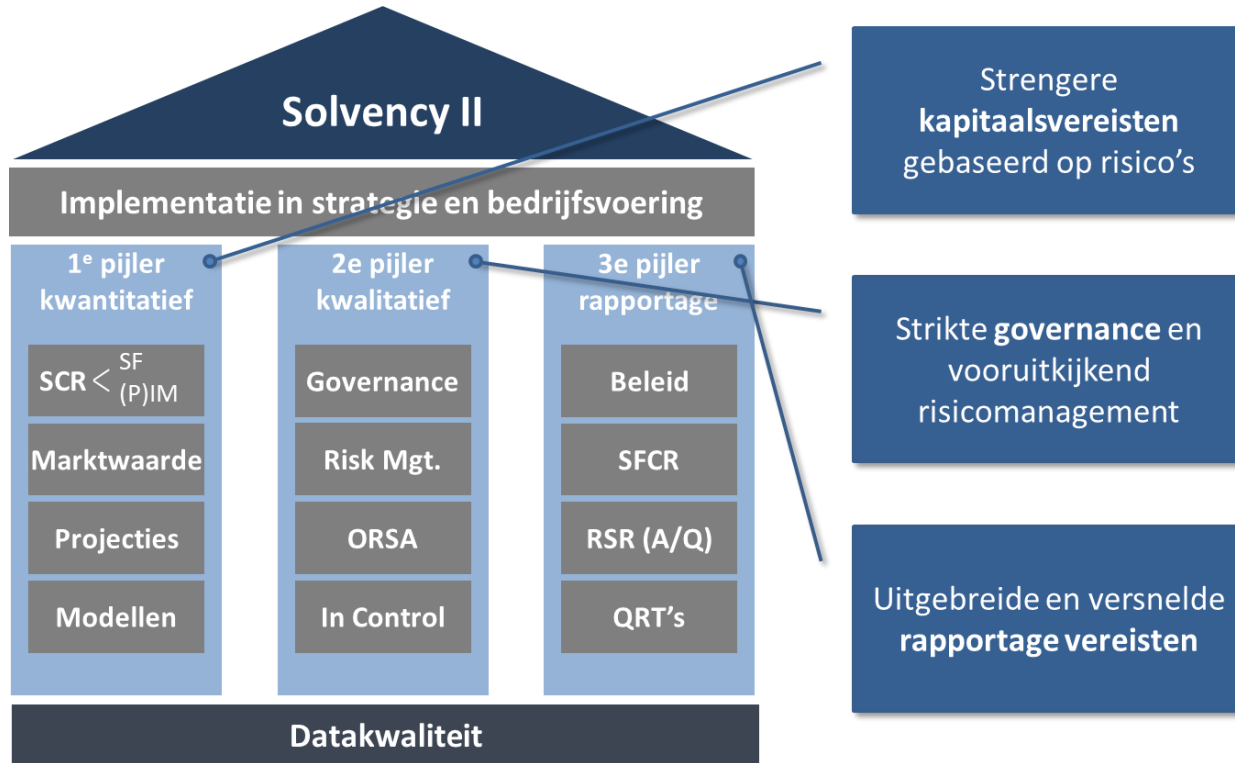 Solvency II
Implementatie in strategie en bedrijfsvoering
1e pijler
kwantitatief
SCR < SF
(P)IM
Marktwaarde
Projecties
Modellen
2e pijler
kwalitatief
Governance
Risk Mgt.
ORSA
In Control
3e pijler
rapportage
Beleid
SFCR
RSR (A/Q)
QRT's
Datakwaliteit
Strengere
kapitaalsvereisten
gebaseerd op risico's
Strikte governance en
vooruitkijkend
risicomanagement
Uitgebreide en versnelde
rapportage vereisten